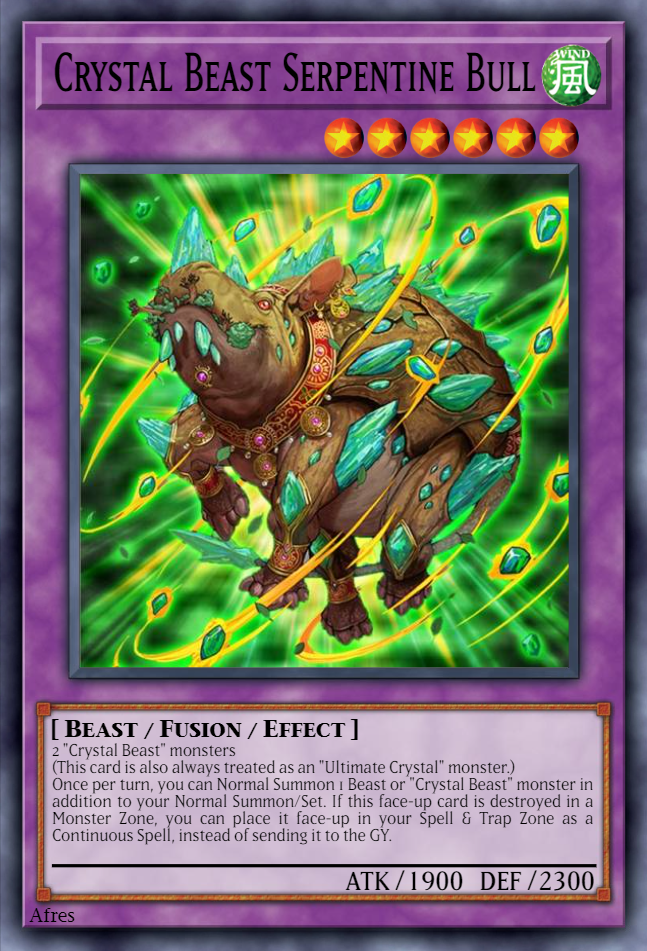 Crystal Beast Serpentine Bull
WIND
風
[ Beast / Fusion / Effect ]
2 "Crystal Beast" monsters
(This card is also always treated as an "Ultimate Crystal" monster.)
Once per turn, you can Normal Summon 1 Beast or "Crystal Beast" monster in
addition to your Normal Summon/Set. If this face-up card is destroyed in a
Monster Zone, you can place it face-up in your Spell & Trap Zone as a
Continuous Spell, instead of sending it to the GY.
ATK/1900 DEF/2300
Afres